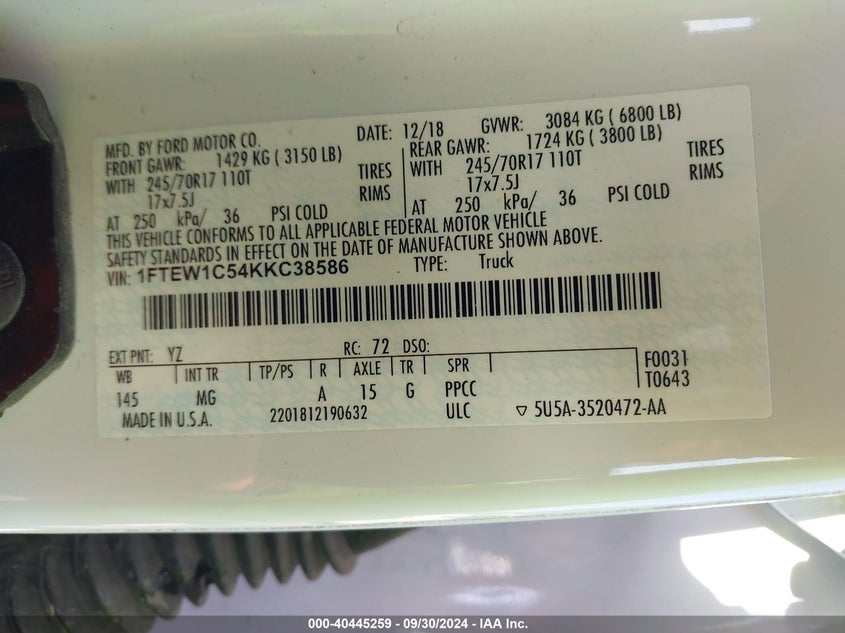 MFD. BY FORD MOTOR CO. DATE: 12/18 GVWR: 3084 KG ( 6800 LB)
FRONT GAWR: 1429 KG ( 3150 LB) REAR GAWR: 1724 KG ( 3800 LB)
WITH 245/70R17 110T TIRES WITH 245/70R17 110T TIRES
17x7.5J RIMS 17x7.5J RIMS
AT 250 kPa/ 36 PSI COLD AT 250 kPa/ 36 PSI COLD
THIS VEHICLE CONFORMS TO ALL APPLICABLE FEDERAL MOTOR VEHICLE
SAFETY STANDARDS IN EFFECT ON THE DATE OF MANUFACTURE SHOWN ABOVE.
VIN: 1FTEW1C54KKC38586 TYPE: Truck
EXT PNT: YZ RC: 72 DSO: F0031
WB INT TR TP/PS R AXLE TR SPR T0643
145 MG A 15 G PPCC
MADE IN U.S.A. 2201812190632 ULC ▽ 5U5A-3520472-AA
000-40445259 - 09/30/2024 - IAA Inc.